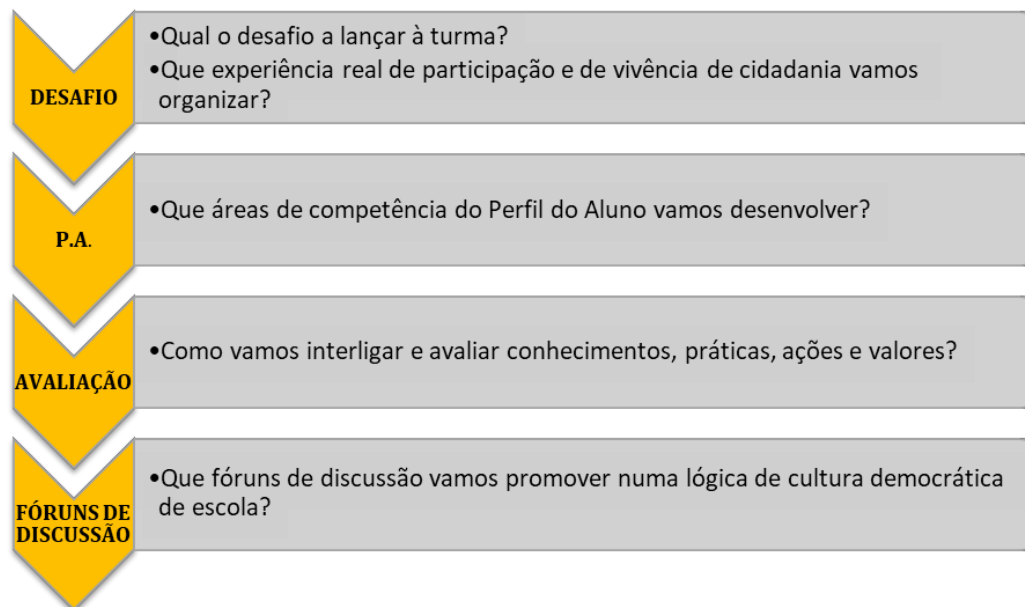 DESAFIO
•Qual o desafio a lançar à turma?
•Que experiência real de participação e de vivência de cidadania vamos
organizar?
P.A.
•Que áreas de competência do Perfil do Aluno vamos desenvolver?
AVALIAÇÃO
•Como vamos interligar e avaliar conhecimentos, práticas, ações e valores?
FÓRUNS DE
DISCUSSÃO
•Que fóruns de discussão vamos promover numa lógica de cultura democrática
de escola?